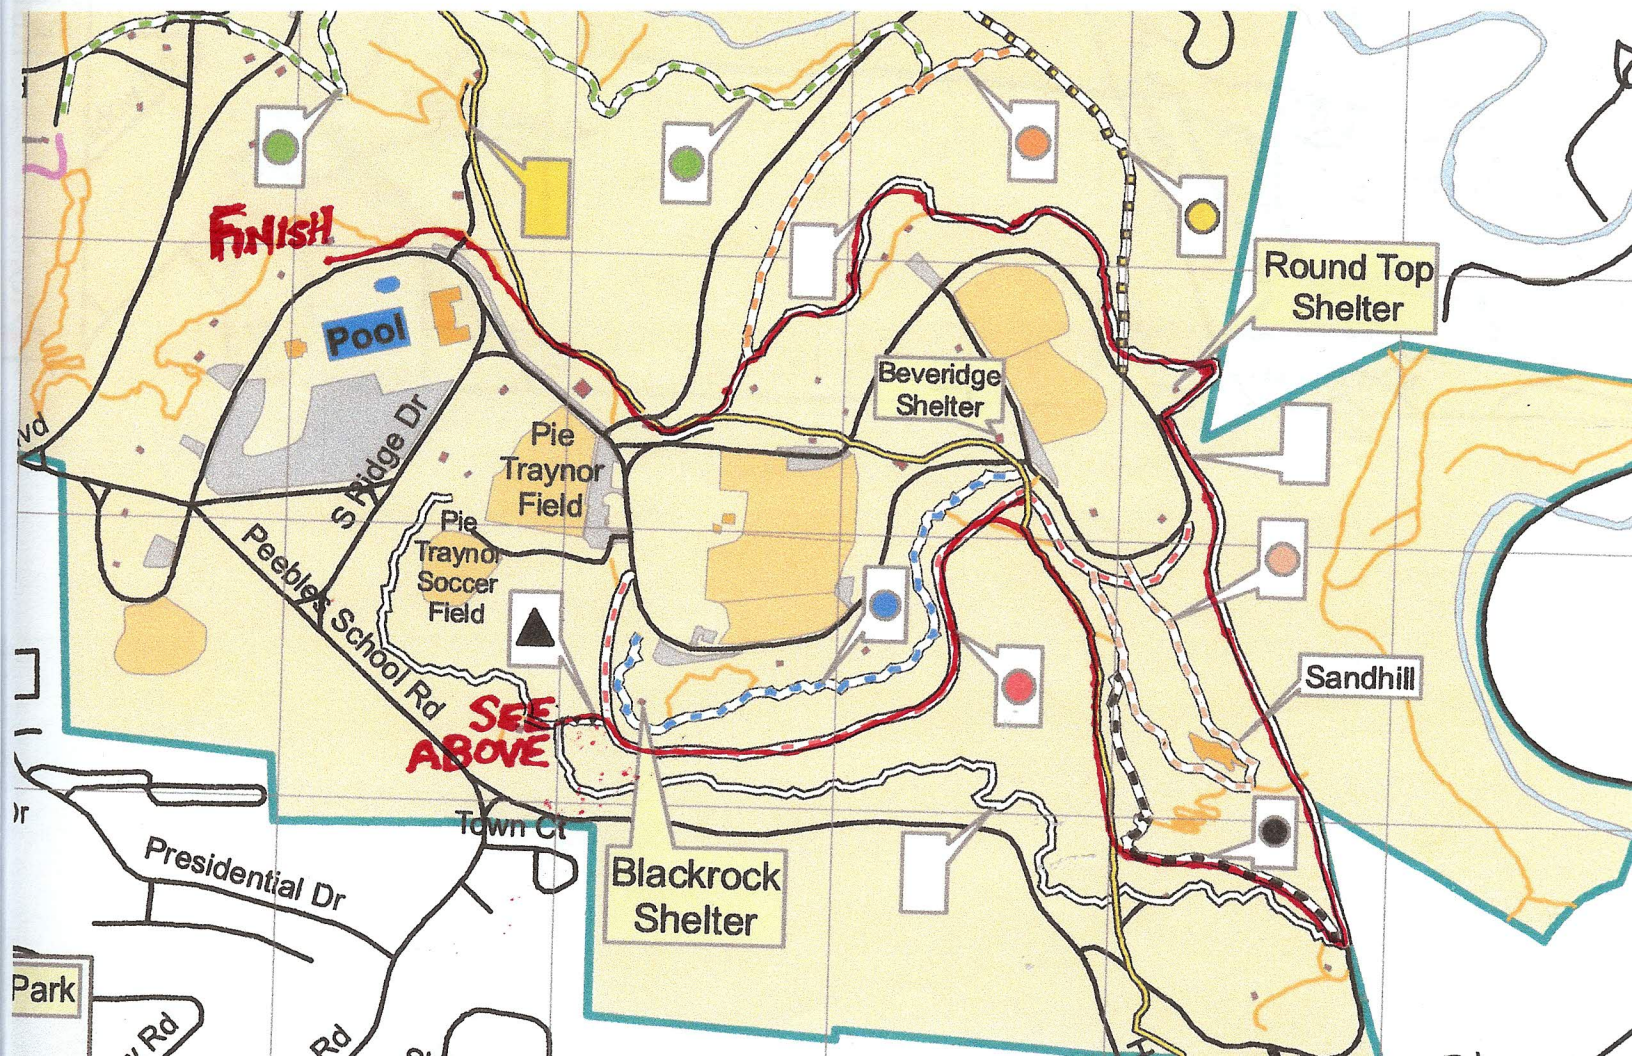 FINISH
Pool
Round Top
Shelter
Beveridge
Shelter
vd
S Ridge Dr
Pie
Traynor
Field
Pie
Traynor
Soccer
Field
Peebles School Rd
Sandhill
SEE
ABOVE
Town Ct
Presidential Dr
Blackrock
Shelter
Park
Rd
Rd